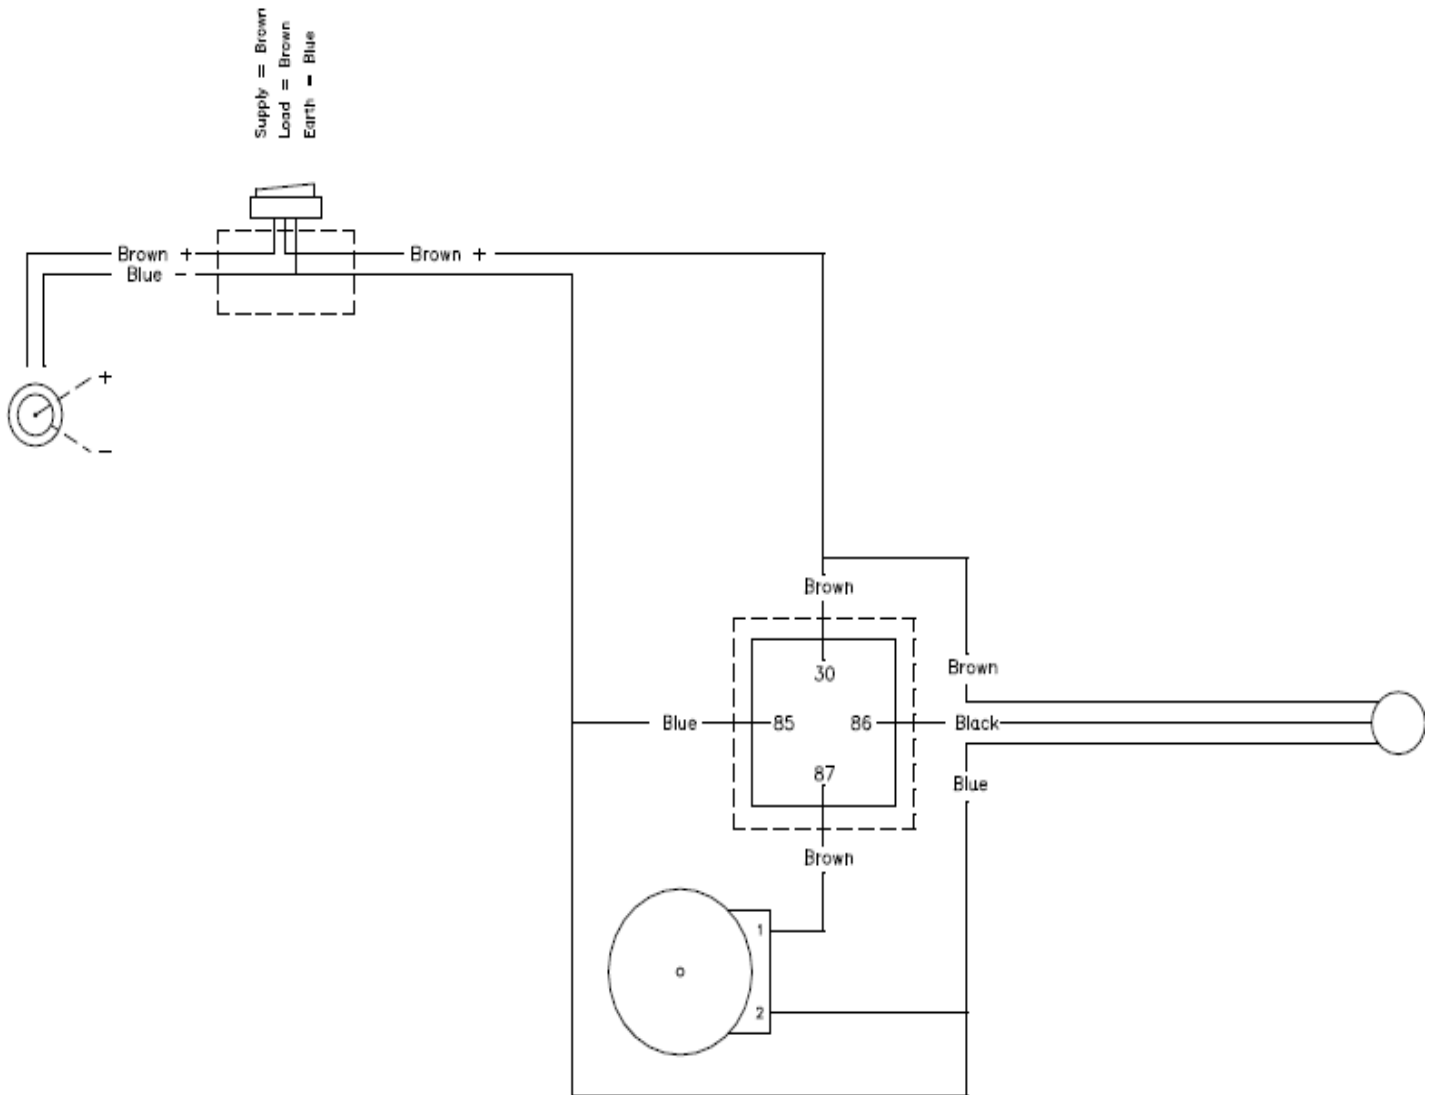 Supply = Brown
Load = Brown
Earth = Blue
Brown +
Brown +
Blue -
+
-
Brown
30
Brown
Blue
85
86
Black
87
Blue
Brown
1
2